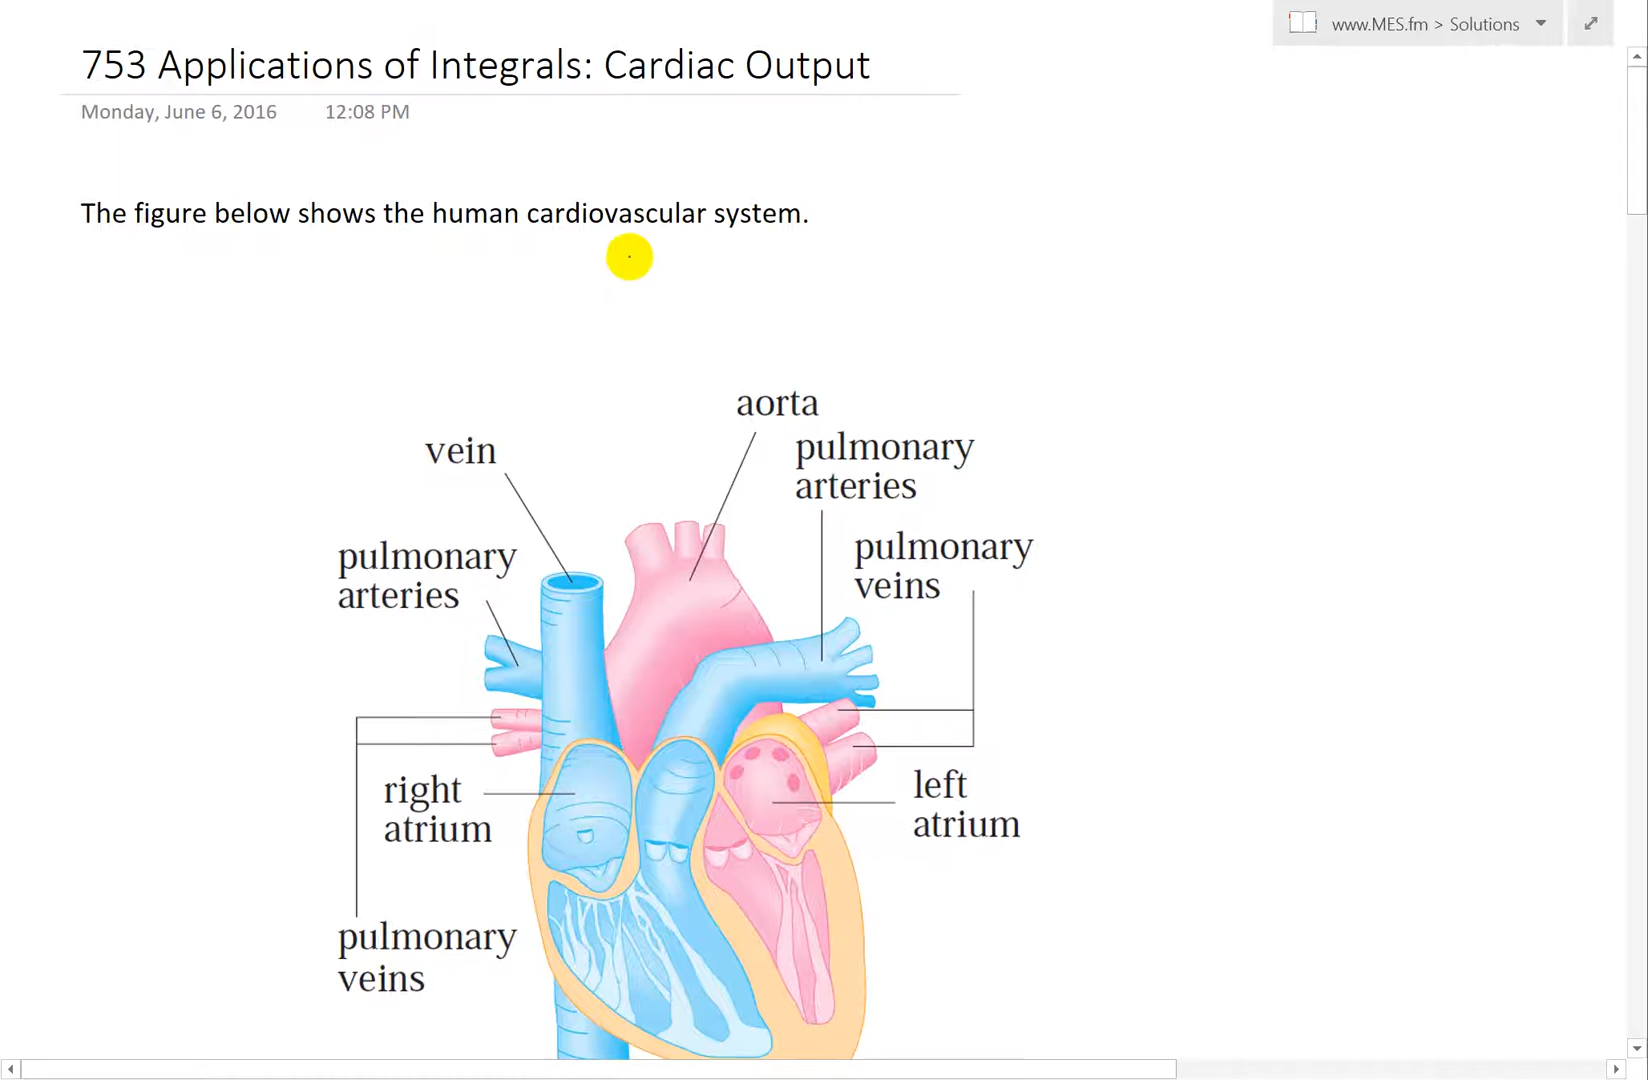 www.MES.fm > Solutions
753 Applications of Integrals: Cardiac Output
Monday, June 6, 2016 12:08 PM
The figure below shows the human cardiovascular system.
aorta
vein
pulmonary
arteries
pulmonary
arteries
pulmonary
veins
right
atrium
left
atrium
pulmonary
veins